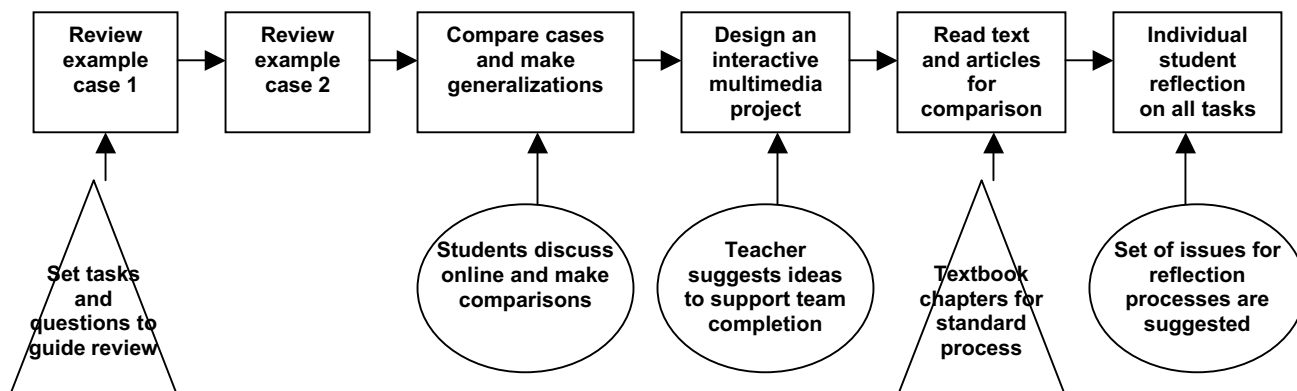 Review
example
case 1
Review
example
case 2
Compare cases
and make
generalizations
Design an
interactive
multimedia
project
Read text
and articles
for
comparison
Individual
student
reflection
on all tasks
Set tasks
and
questions to
guide review
Students discuss
online and make
comparisons
Teacher
suggests ideas
to support team
completion
Textbook
chapters for
standard
process
Set of issues for
reflection
processes are
suggested